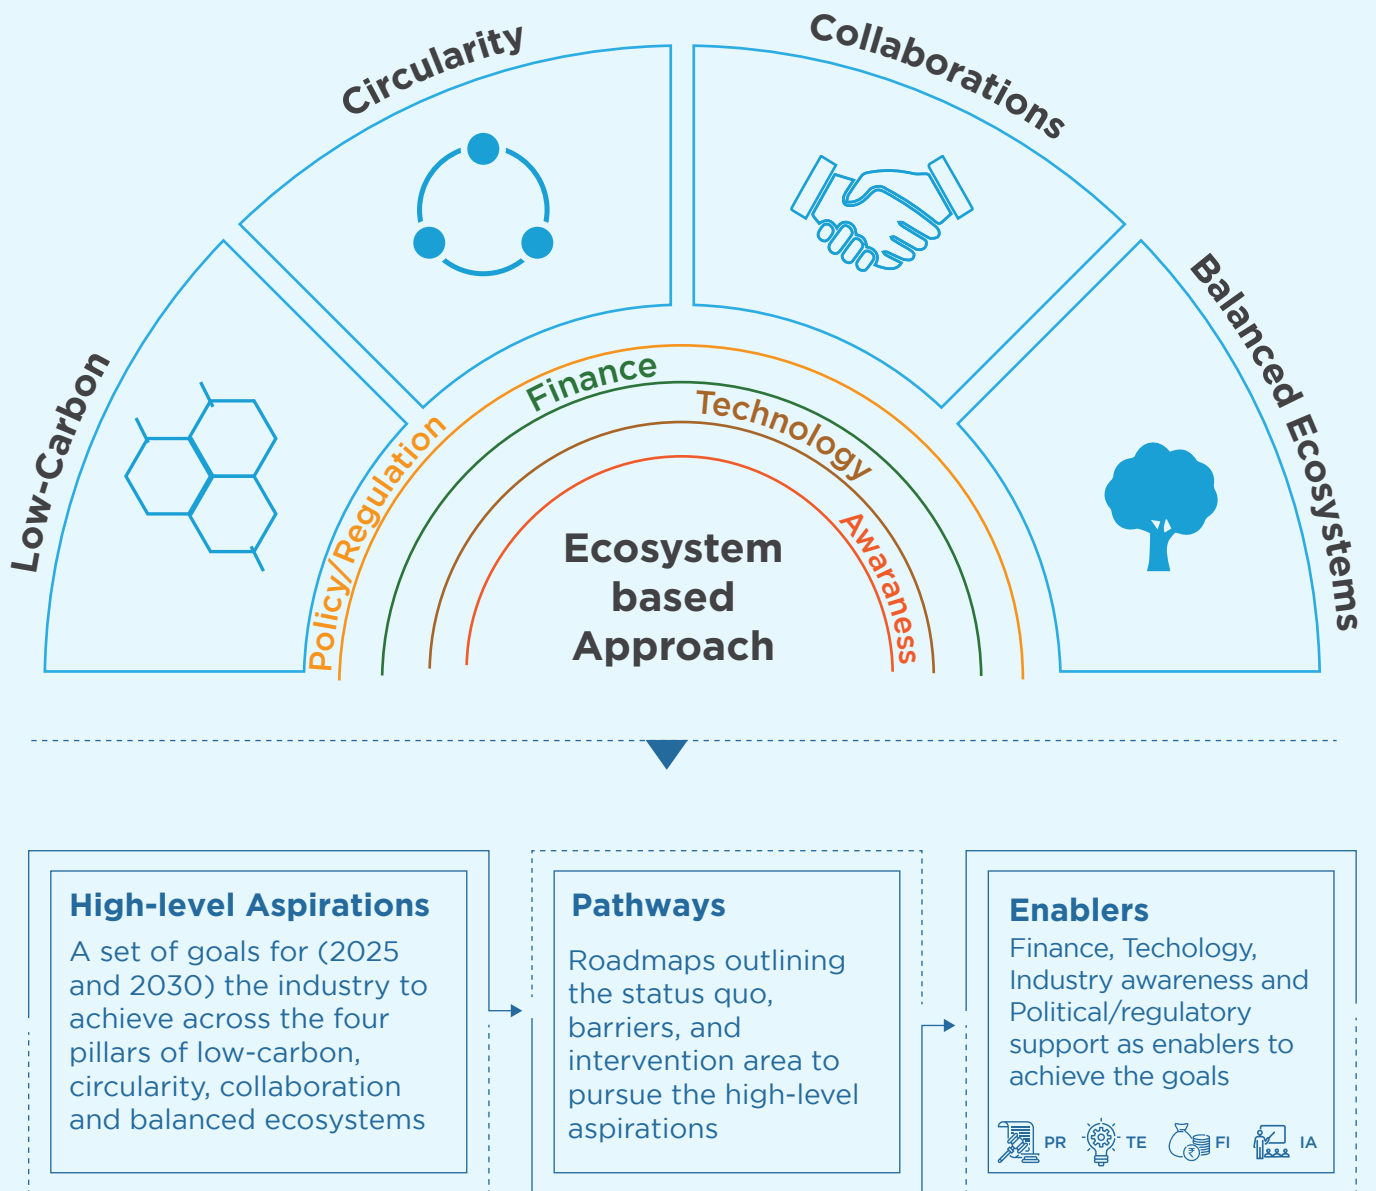 Low-Carbon
Circularity
Collaborations
Balanced Ecosystems
Policy/Regulation
Finance
Technology
Awaraness
Ecosystem
based
Approach
High-level Aspirations
A set of goals for (2025
and 2030) the industry to
achieve across the four
pillars of low-carbon,
circularity, collaboration
and balanced ecosystems
Pathways
Roadmaps outlining
the status quo,
barriers, and
intervention area to
pursue the high-level
aspirations
Enablers
Finance, Techology,
Industry awareness and
Political/regulatory
support as enablers to
achieve the goals
PR
TE
₹
FI
IA